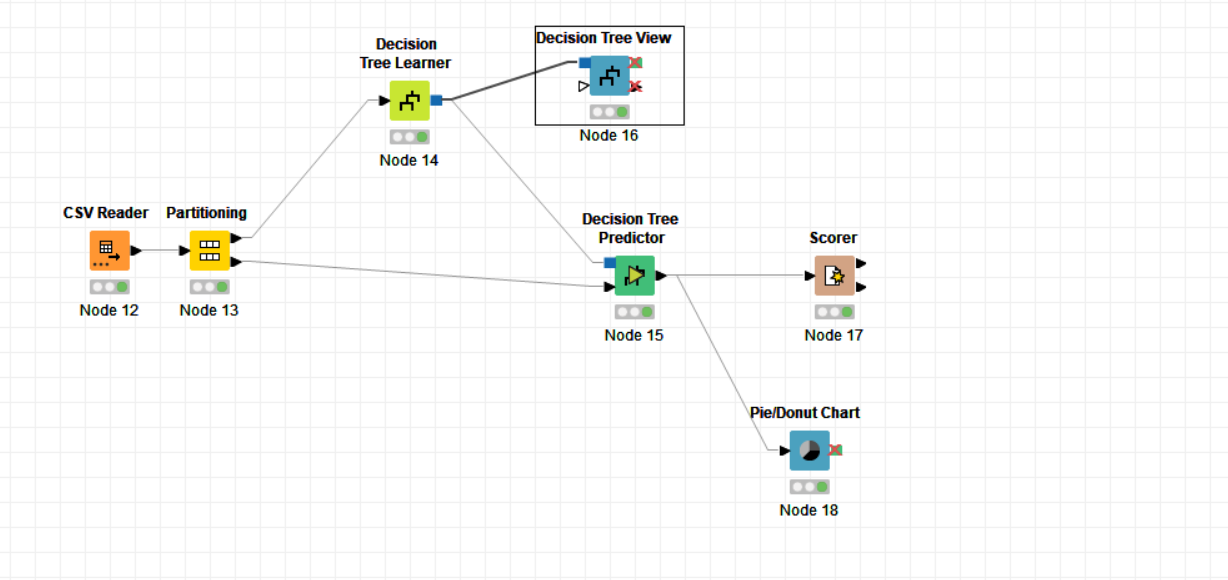 Decision
Tree Learner
Node 14
Decision Tree View
Node 16
CSV Reader
Node 12
Partitioning
Node 13
Decision Tree
Predictor
Node 15
Scorer
Node 17
Pie/Donut Chart
Node 18